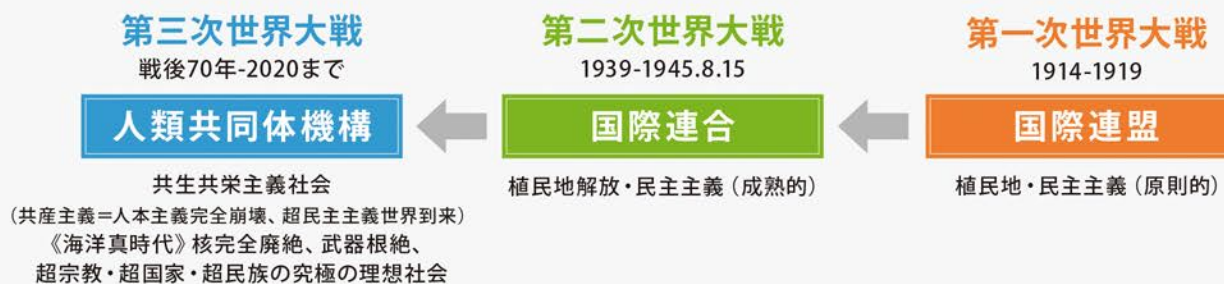 第三次世界大戦
戦後70年-2020まで
人類共同体機構
共生共栄主義社会
(共産主義=人本主義完全崩壊、超民主主義世界到来)
《海洋真時代》核完全廃絶、武器根絶、
超宗教・超国家・超民族の究極の理想社会
第二次世界大戦
1939-1945.8.15
国際連合
植民地解放・民主主義(成熟的)
第一次世界大戦
1914-1919
国際連盟
植民地・民主主義(原則的)